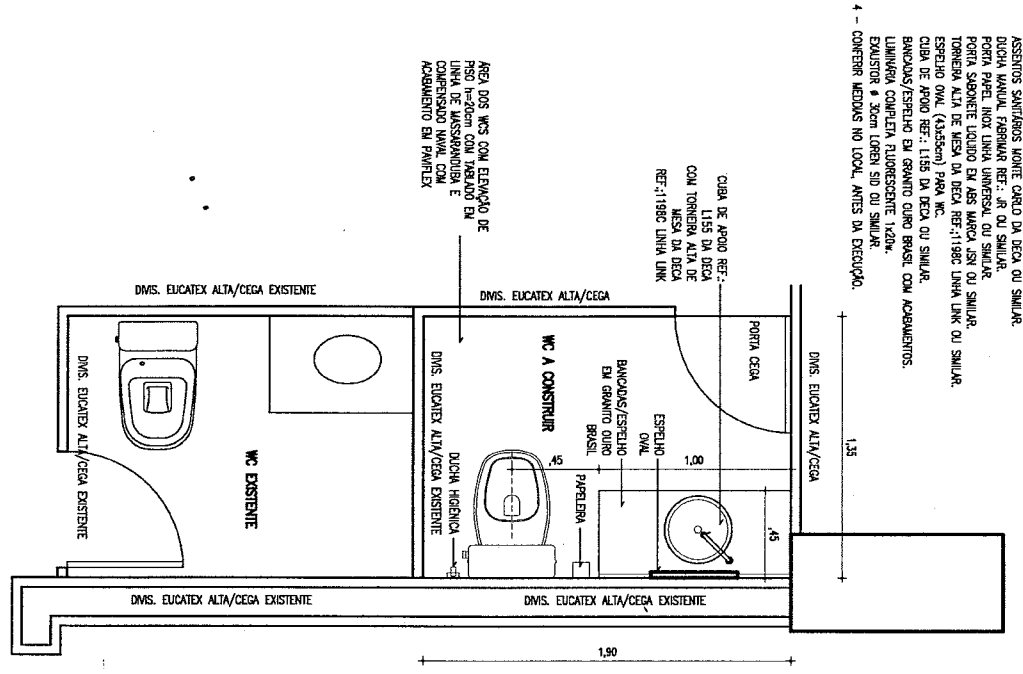 ASSENTOS SANITÁRIOS MONTE CARLO DA DECA OU SIMILAR.
DUCHA MANUAL FABRIMAR REF.: JR OU SIMILAR.
PORTA PAPEL INOX LINHA UNIVERSAL OU SIMILAR.
PORTA SABONETE LIQUIDO EM ABS MARCA JSN OU SIMILAR.
TORNEIRA ALTA DE MESA DA DECA REF.:1198C LINHA LINK OU SIMILAR.
ESPELHO OVAL (43x55cm) PARA WC.
CUBA DE APOIO REF.: L155 DA DECA OU SIMILAR.
BANCADAS/ESPELHO EM GRANITO OURO BRASIL COM ACABAMENTOS.
LUMINÁRIA COMPLETA FLUORESCENTE 1x20w.
EXAUSTOR ø 30cm LOREN SID OU SIMILAR.
4 - CONFERIR MEDIDAS NO LOCAL, ANTES DA EXECUÇÃO.
CUBA DE APOIO REF.:
L155 DA DECA
COM TORNEIRA ALTA DE
MESA DA DECA
REF.:1198C LINHA LINK
ÁREA DOS WCS COM ELEVAÇÃO DE
PISO h=20cm COM TABLADO EM
LINHA DE MASSARANDUBA E
COMPENSADO NAVAL COM
ACABAMENTO EM PAVIFLEX
DIVIS. EUCATEX ALTA/CEGA
1,35
PORTA CEGA
DIVIS. EUCATEX ALTA/CEGA
DIVIS. EUCATEX ALTA/CEGA EXISTENTE
WC A CONSTRUIR
BANCADAS/ESPELHO
EM GRANITO OURO
BRASIL
ESPELHO
OVAL
1,00
,45
,45
PAPELEIRA
DUCHA HIGIÊNICA
DIVIS. EUCATEX ALTA/CEGA EXISTENTE
WC EXISTENTE
DIVIS. EUCATEX ALTA/CEGA EXISTENTE
DIVIS. EUCATEX ALTA/CEGA EXISTENTE
DIVIS. EUCATEX ALTA/CEGA EXISTENTE
1,90